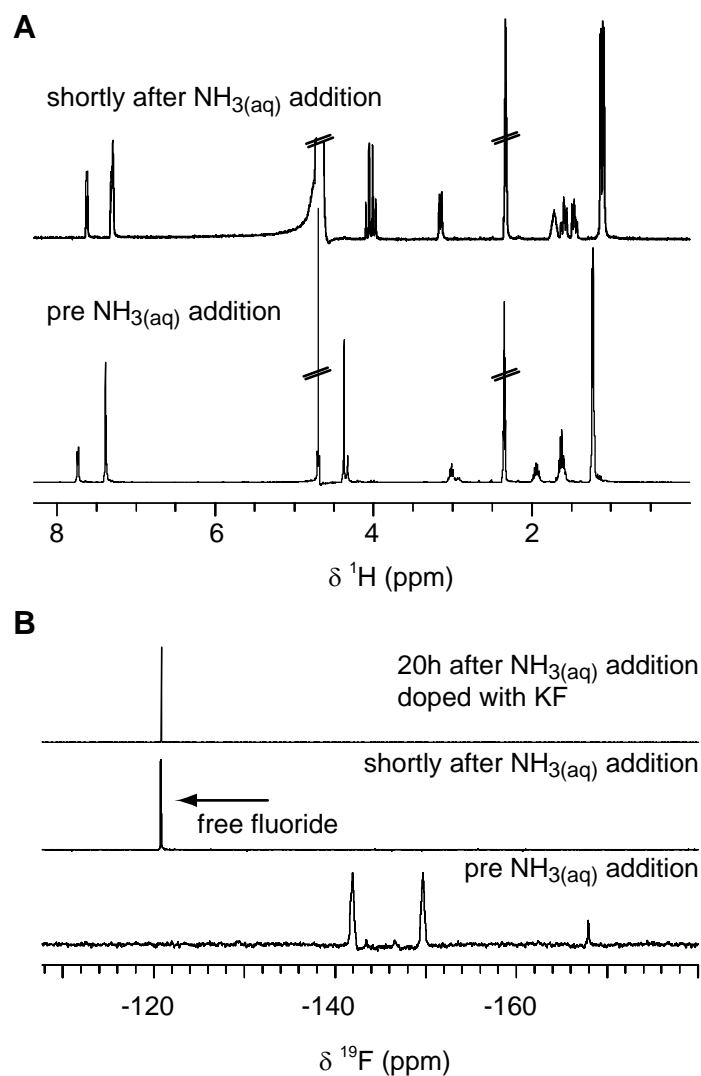 A
shortly after NH3(aq) addition
pre NH3(aq) addition
8 6 4 2
δ 1H (ppm)
B
20h after NH3(aq) addition
doped with KF
shortly after NH3(aq) addition
free fluoride
pre NH3(aq) addition
-120 -140 -160
δ 19F (ppm)